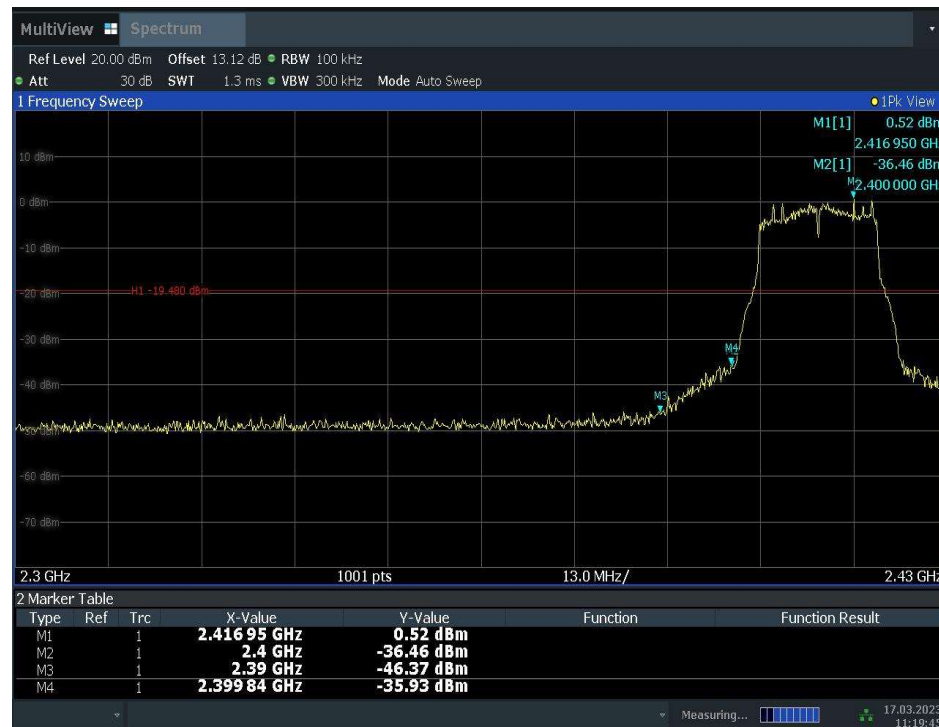 MultiView Spectrum
Ref Level 20.00 dBm Offset 13.12 dB RBW 100 kHz
Att 30 dB SWT 1.3 ms VBW 300 kHz Mode Auto Sweep
1 Frequency Sweep 1Pk View
M1[1] 0.52 dBm
2.416 950 GHz
10 dBm
M2[1] -36.46 dBm
2.400 000 GHz
0 dBm
-10 dBm
-20 dBm
H1 -19.480 dBm
-30 dBm
M4
-40 dBm
M3
-50 dBm
-60 dBm
-70 dBm
2.3 GHz 1001 pts 13.0 MHz/ 2.43 GHz
2 Marker Table
Type Ref Trc X-Value Y-Value Function Function Result
M1 1 2.416 95 GHz 0.52 dBm
M2 1 2.4 GHz -36.46 dBm
M3 1 2.39 GHz -46.37 dBm
M4 1 2.399 84 GHz -35.93 dBm
Measuring... 17.03.2023
11:19:45